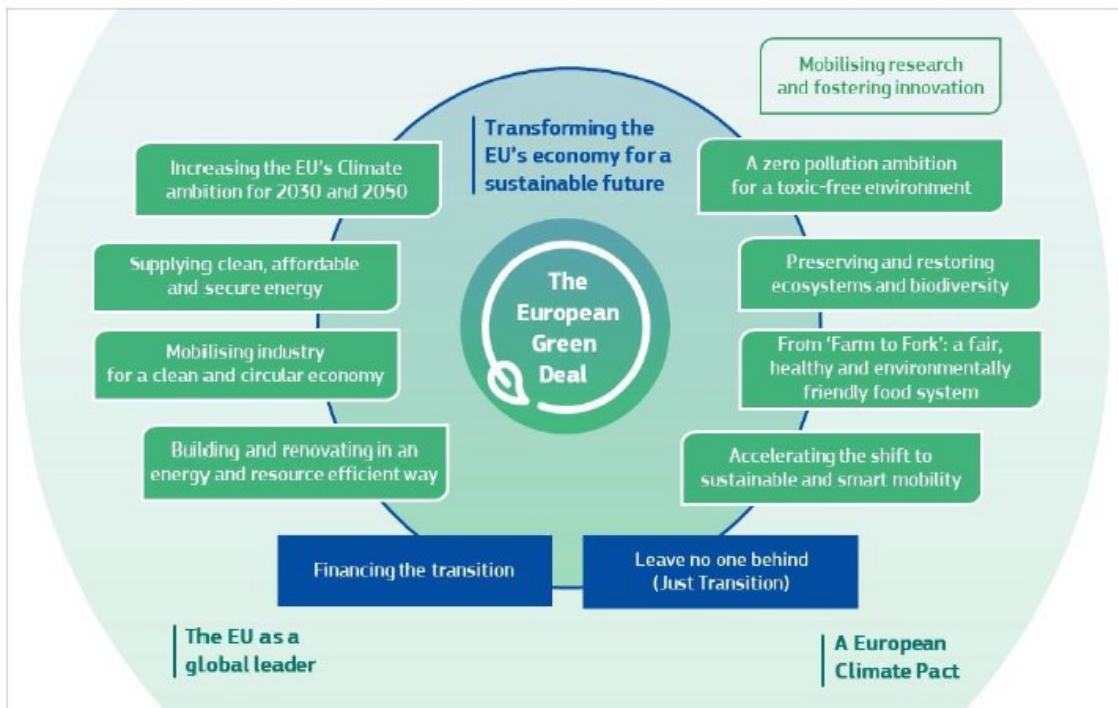 Mobilising research
and fostering innovation
Transforming the
EU's economy for a
sustainable future
Increasing the EU's Climate
ambition for 2030 and 2050
A zero pollution ambition
for a toxic-free environment
Supplying clean, affordable
and secure energy
Preserving and restoring
ecosystems and biodiversity
The
European
Green
Deal
Mobilising industry
for a clean and circular economy
From 'Farm to Fork': a fair,
healthy and environmentally
friendly food system
Building and renovating in an
energy and resource efficient way
Accelerating the shift to
sustainable and smart mobility
Financing the transition
Leave no one behind
(Just Transition)
The EU as a
global leader
A European
Climate Pact